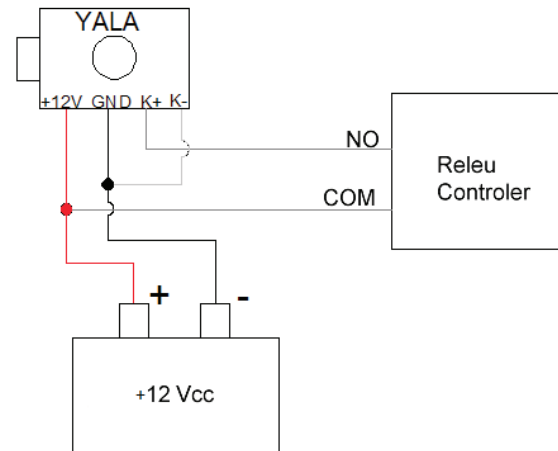 YALA
+12V GND K+ K-
NO
COM
Releu
Controler
+ -
+12 Vcc